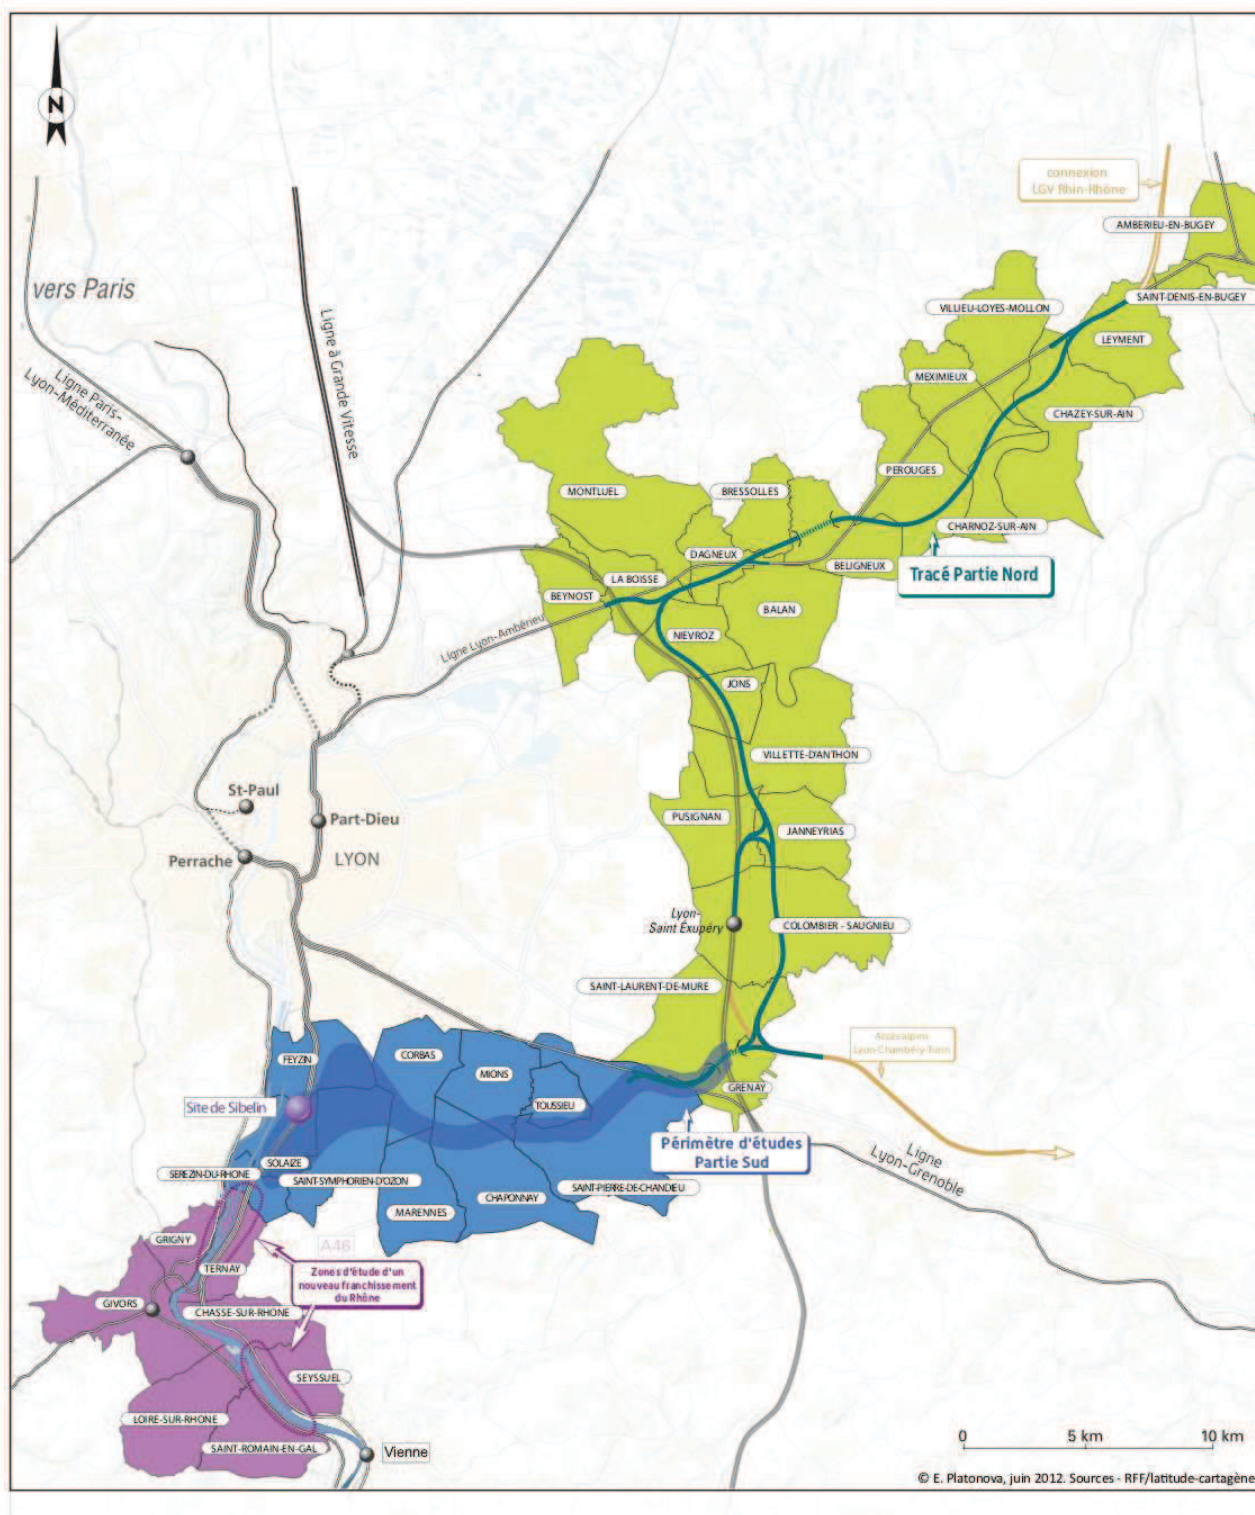 N
connexion
LGV Rhin-Rhône
AMBERIEU-EN-BUGEY
vers Paris
SAINT-DENIS-EN-BUGEY
VILLIEU-LOYES-MOLLON
Ligne à Grande Vitesse
LEYMENT
Ligne Paris-
Lyon-Méditerranée
MEXIMIEUX
CHAZEY-SUR-AIN
PEROUGES
MONTLUEL
BRESSOLLES
CHARNOZ-SUR-AIN
DAGNEUX
BELIGNEUX
Tracé Partie Nord
LA BOISSE
BEYNOST
BALAN
Ligne Lyon-Ambérieu
NIEVROZ
JONS
VILLETTE-D'ANTHON
St-Paul
Part-Dieu
PUSIGNAN
JANNEYRIAS
Perrache
LYON
Lyon-
Saint Exupéry
COLOMBIER - SAUGNIEU
SAINT-LAURENT-DE-MURE
Accès alpins
Lyon-Chambéry-Turin
FEYZIN
CORBAS
MIONS
GRENAY
Site de Sibelin
TOUSSIEU
Périmètre d'études
Partie Sud
Ligne
Lyon-Grenoble
SOLAIZE
SEREZIN-DU-RHONE
SAINT-SYMPHORIEN-D'OZON
SAINT-PIERRE-DE-CHANDIEU
CHAPONNAY
MARENNES
GRIGNY
A46
TERNAY
Zones d'étude d'un
nouveau franchissement
du Rhône
GIVORS
CHASSE-SUR-RHONE
SEYSSUEL
LOIRE-SUR-RHONE
SAINT-ROMAIN-EN-GAL
Vienne
0 5 km 10 km
© E. Platonova, juin 2012. Sources - RFF/latitude-cartagène